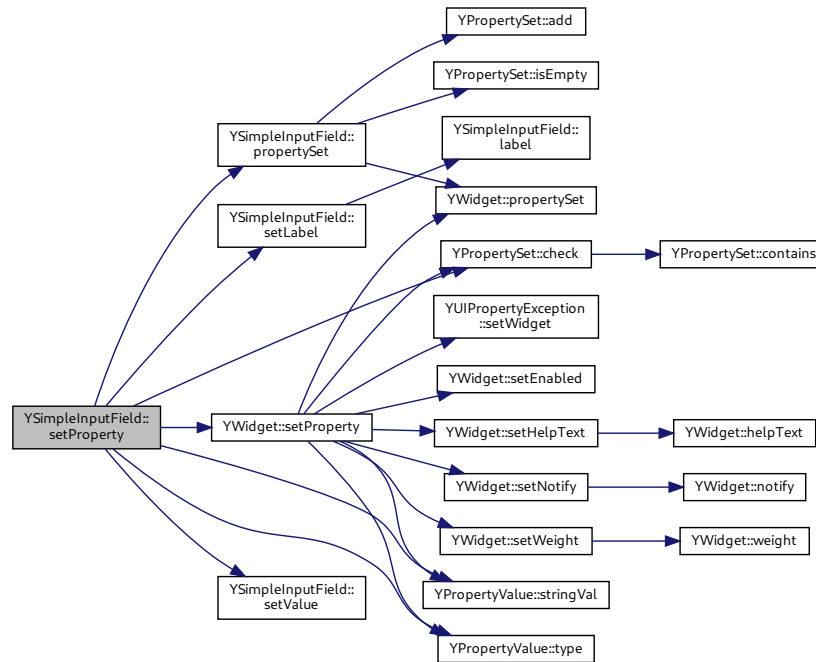 YPropertySet::add
YPropertySet::isEmpty
YSimpleInputField::
label
YSimpleInputField::
propertySet
YWidget::propertySet
YSimpleInputField::
setLabel
YPropertySet::check
YPropertySet::contains
YUIPropertyException
::setWidget
YWidget::setEnabled
YSimpleInputField::
setProperty
YWidget::setProperty
YWidget::setHelpText
YWidget::helpText
YWidget::setNotify
YWidget::notify
YWidget::setWeight
YWidget::weight
YSimpleInputField::
setValue
YPropertyValue::stringVal
YPropertyValue::type